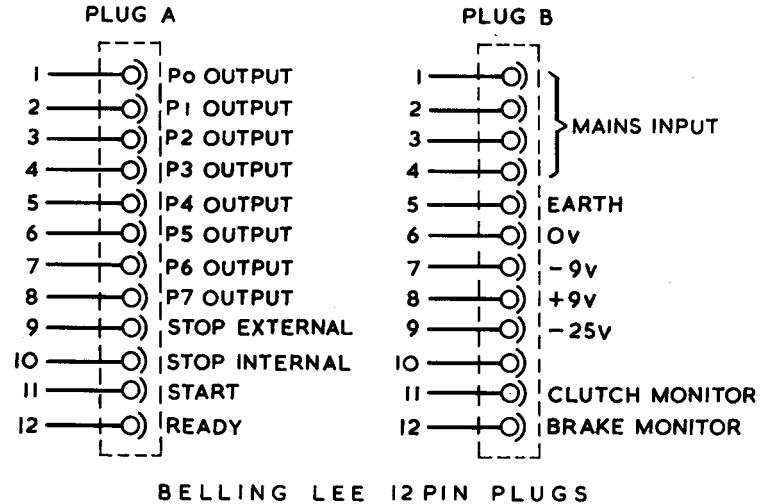 PLUG A
1 Po OUTPUT
2 P1 OUTPUT
3 P2 OUTPUT
4 P3 OUTPUT
5 P4 OUTPUT
6 P5 OUTPUT
7 P6 OUTPUT
8 P7 OUTPUT
9 STOP EXTERNAL
10 STOP INTERNAL
11 START
12 READY
PLUG B
1
2
3
4
MAINS INPUT
5 EARTH
6 0v
7 -9v
8 +9v
9 -25v
10
11 CLUTCH MONITOR
12 BRAKE MONITOR
BELLING LEE 12 PIN PLUGS